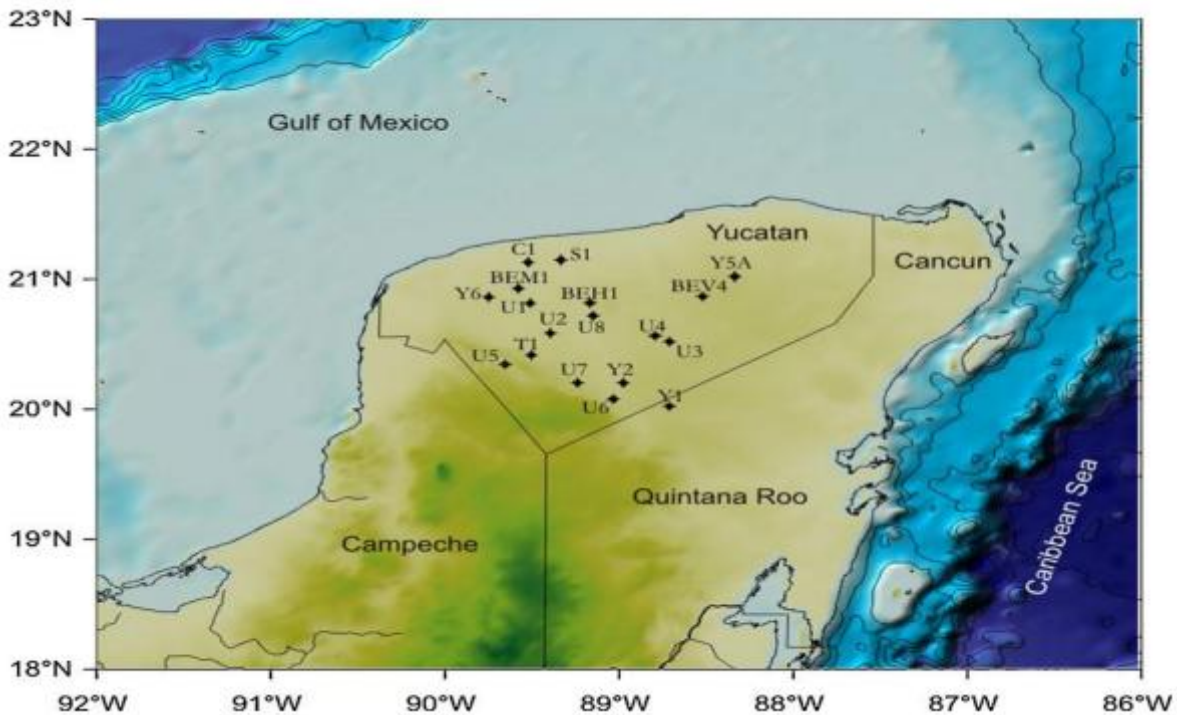 23°N
22°N
Gulf of Mexico
Yucatan
C1
S1
Cancun
21°N
Y5A
BEM1
BEV4
Y6
BEH1
U1
U2
U8
U4
T1
U3
U5
U7
Y2
20°N
U6
Y1
Quintana Roo
19°N
Campeche
Caribbean Sea
18°N
92°W
91°W
90°W
89°W
88°W
87°W
86°W